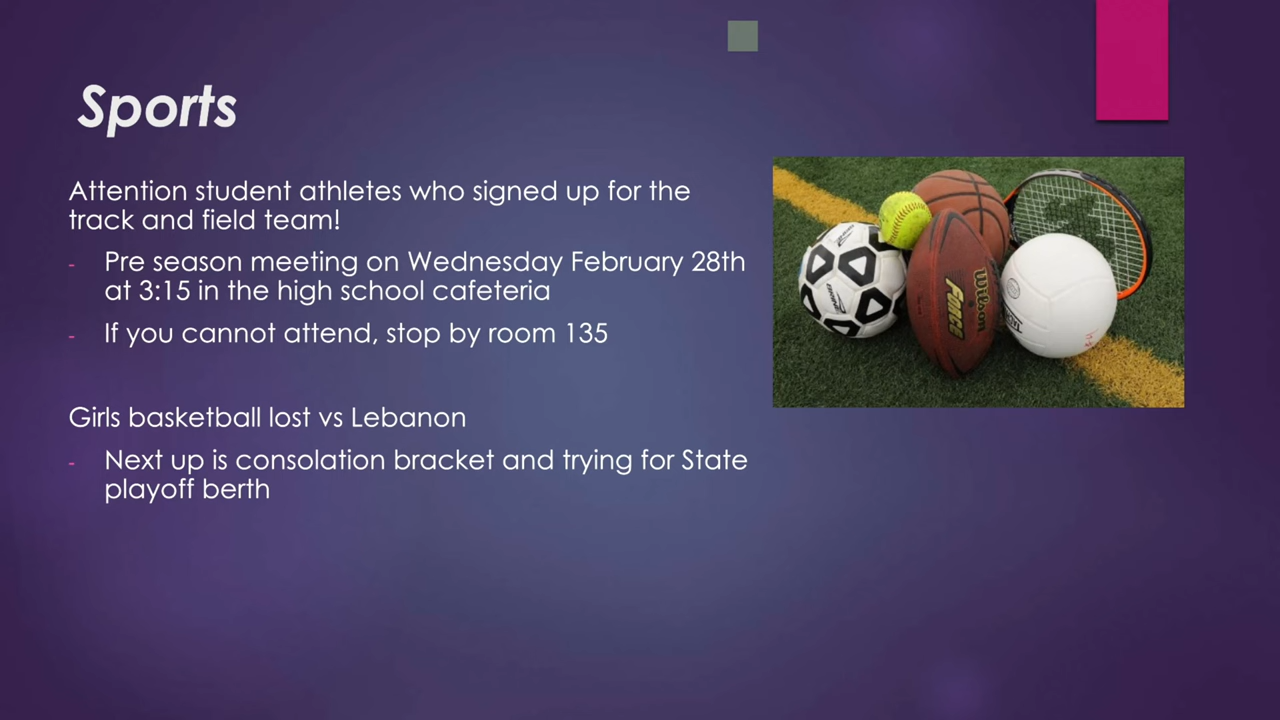 Sports
Attention student athletes who signed up for the
track and field team!
- Pre season meeting on Wednesday February 28th
at 3:15 in the high school cafeteria
- If you cannot attend, stop by room 135
Girls basketball lost vs Lebanon
- Next up is consolation bracket and trying for State
playoff berth
Wilson
FORCE